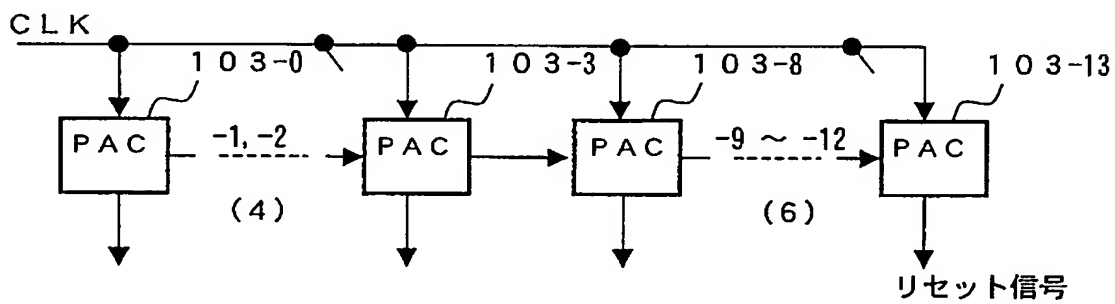 CLK
103-0
103-3
103-8
103-13
PAC
-1, -2
PAC
PAC
-9 ～ -12
PAC
(4)
(6)
リセット信号